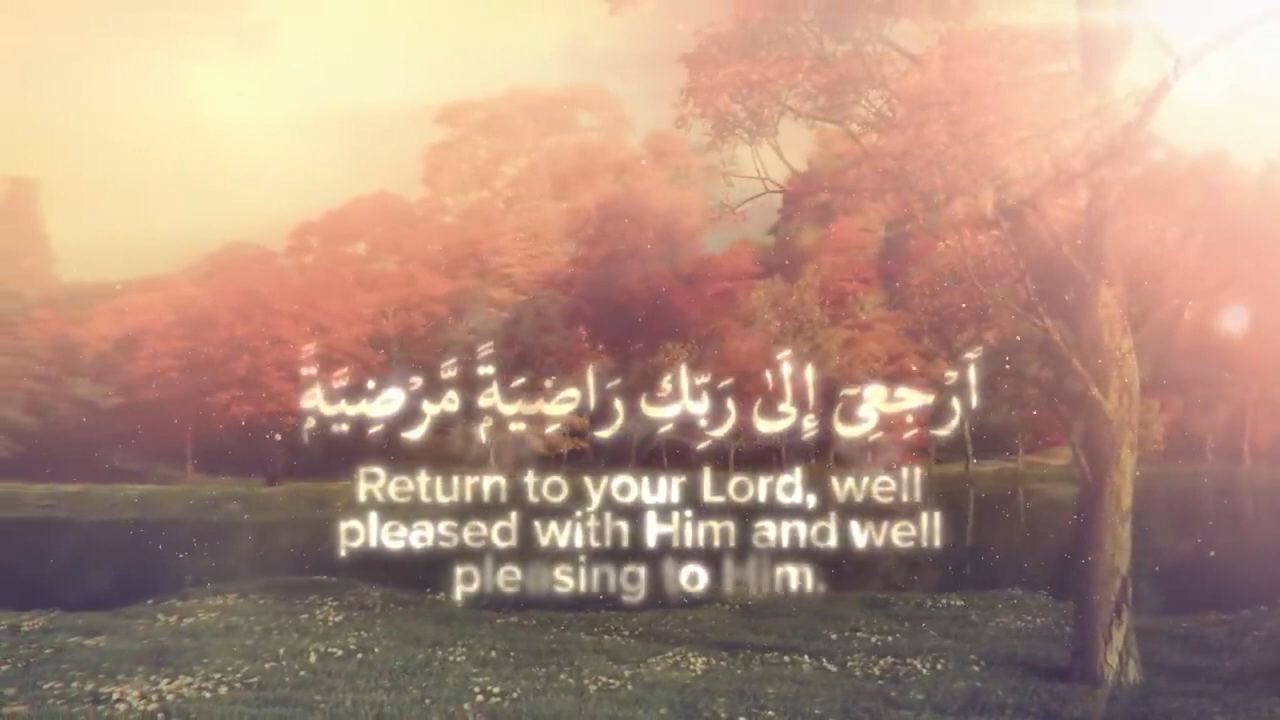 ٱرْجِعِىٓ إِلَىٰ رَبِّكِ رَاضِيَةً مَّرْضِيَّةً
Return to your Lord, well
pleased with Him and well
pleasing to Him.